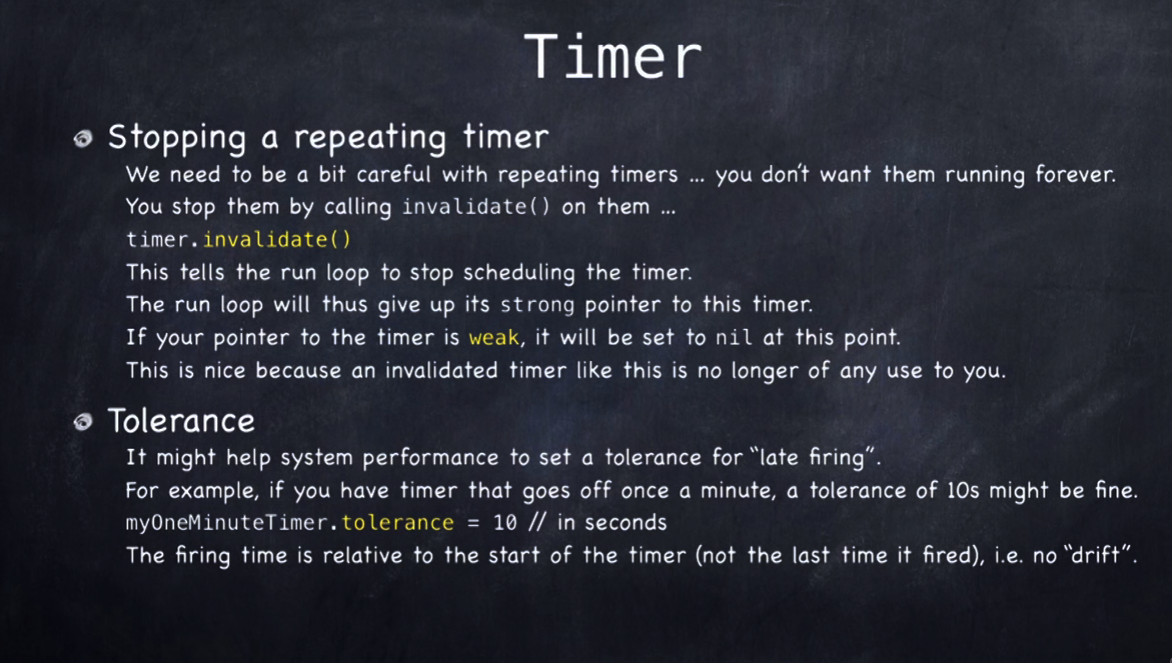 Timer
Stopping a repeating timer
We need to be a bit careful with repeating timers ... you don't want them running forever.
You stop them by calling invalidate() on them ...
timer.invalidate()
This tells the run loop to stop scheduling the timer.
The run loop will thus give up its strong pointer to this timer.
If your pointer to the timer is weak, it will be set to nil at this point.
This is nice because an invalidated timer like this is no longer of any use to you.
Tolerance
It might help system performance to set a tolerance for “late firing”.
For example, if you have timer that goes off once a minute, a tolerance of 10s might be fine.
myOneMinuteTimer.tolerance = 10 // in seconds
The firing time is relative to the start of the timer (not the last time it fired), i.e. no “drift”.